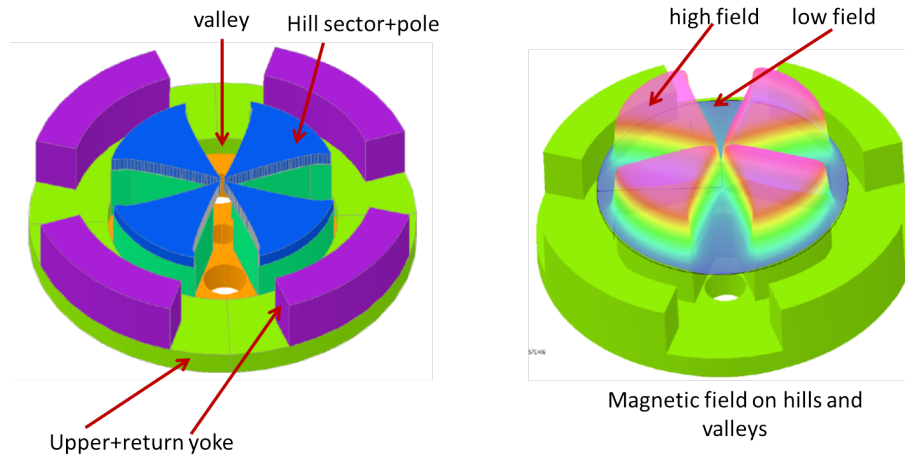 valley
Hill sector+pole
Upper+return yoke
high field
low field
Magnetic field on hills and
valleys